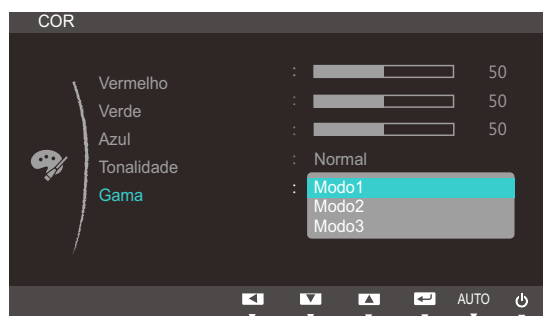 COR
Vermelho : 50
Verde : 50
Azul : 50
Tonalidade : Normal
Gama : Modo1
Modo2
Modo3
AUTO